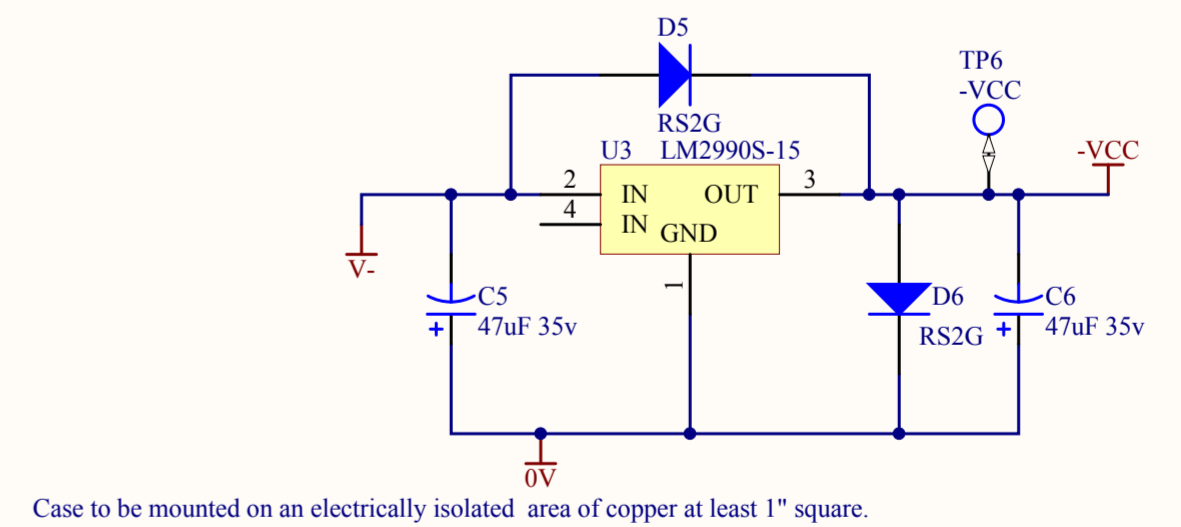 D5
TP6
-VCC
RS2G
U3 LM2990S-15
-VCC
2 IN OUT 3
4 IN GND
V-
1
C5
47uF 35v
+
D6
RS2G
C6
47uF 35v
+
0V
Case to be mounted on an electrically isolated area of copper at least 1" square.